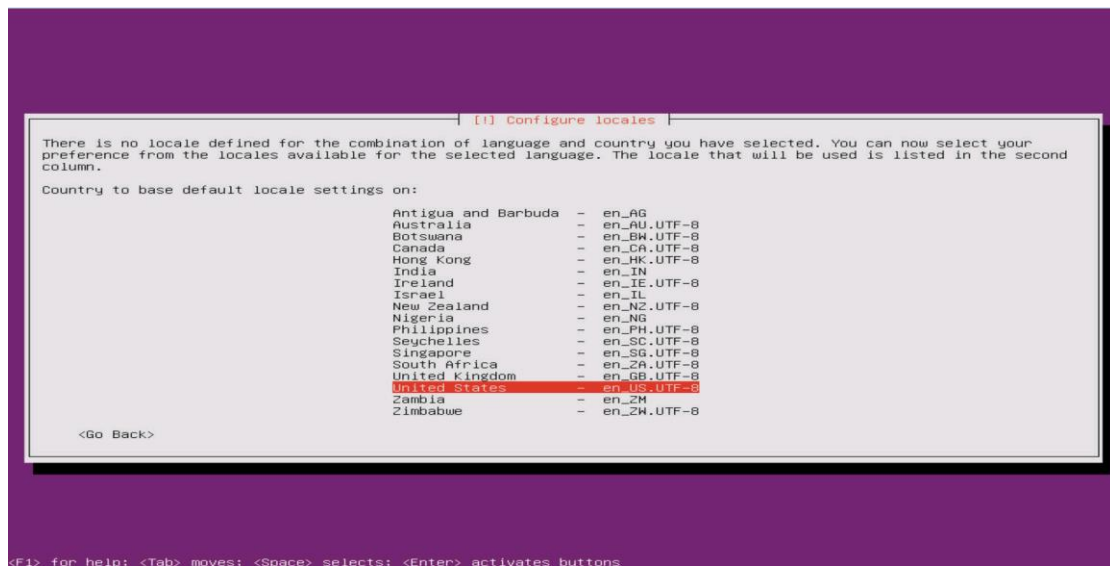 [!] Configure locales
There is no locale defined for the combination of language and country you have selected. You can now select your
preference from the locales available for the selected language. The locale that will be used is listed in the second
column.
Country to base default locale settings on:
Antigua and Barbuda – en_AG
Australia – en_AU.UTF-8
Botswana – en_BW.UTF-8
Canada – en_CA.UTF-8
Hong Kong – en_HK.UTF-8
India – en_IN
Ireland – en_IE.UTF-8
Israel – en_IL
New Zealand – en_NZ.UTF-8
Nigeria – en_NG
Philippines – en_PH.UTF-8
Seychelles – en_SC.UTF-8
Singapore – en_SG.UTF-8
South Africa – en_ZA.UTF-8
United Kingdom – en_GB.UTF-8
United States – en_US.UTF-8
Zambia – en_ZM
Zimbabwe – en_ZW.UTF-8
<Go Back>
<F1> for help; <Tab> moves; <Space> selects; <Enter> activates buttons